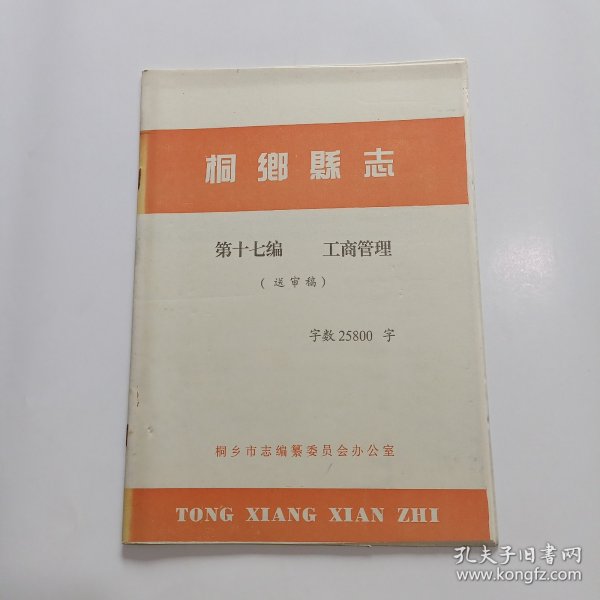 桐鄉縣志
第十七编 工商管理
(送审稿)
字数25800 字
桐乡市志编纂委员会办公室
TONG XIANG XIAN ZHI
孔夫子旧书网
www.kongfz.com